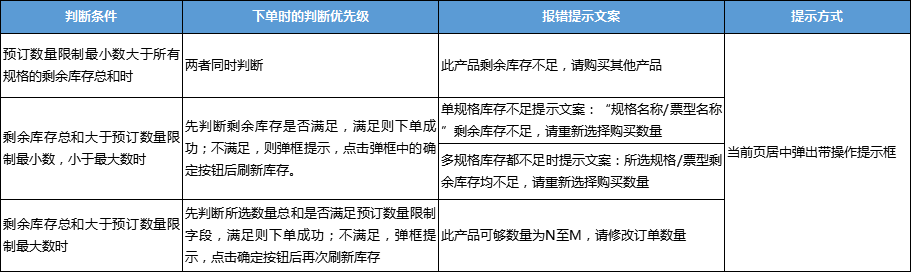 判断条件
下单时的判断优先级
报错提示文案
提示方式
预订数量限制最小数大于所有
规格的剩余库存总和时
两者同时判断
此产品剩余库存不足，请购买其他产品
剩余库存总和大于预订数量限
制最小数，小于最大数时
先判断剩余库存是否满足，满足则下单成
功；不满足，则弹框提示，点击弹框中的确
定按钮后刷新库存。
单规格库存不足提示文案：“规格名称/票型名称
”剩余库存不足，请重新选择购买数量
多规格库存都不足时提示文案：所选规格/票型剩
余库存均不足，请重新选择购买数量
当前页居中弹出带操作提示框
剩余库存总和大于预订数量限
制最大数时
先判断所选数量总和是否满足预订数量限制
字段，满足则下单成功；不满足，弹框提
示，点击确定按钮后再次刷新库存
此产品可够数量为N至M，请修改订单数量